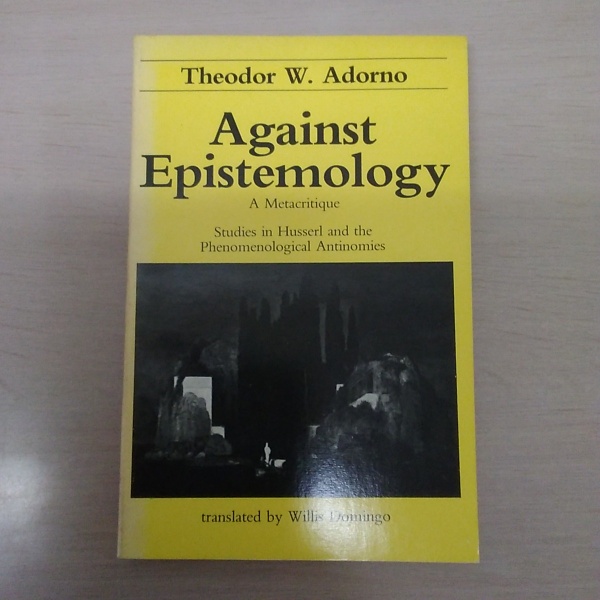 Theodor W. Adorno
Against
Epistemology
A Metacritique
Studies in Husserl and the
Phenomenological Antinomies
translated by Willis Domingo